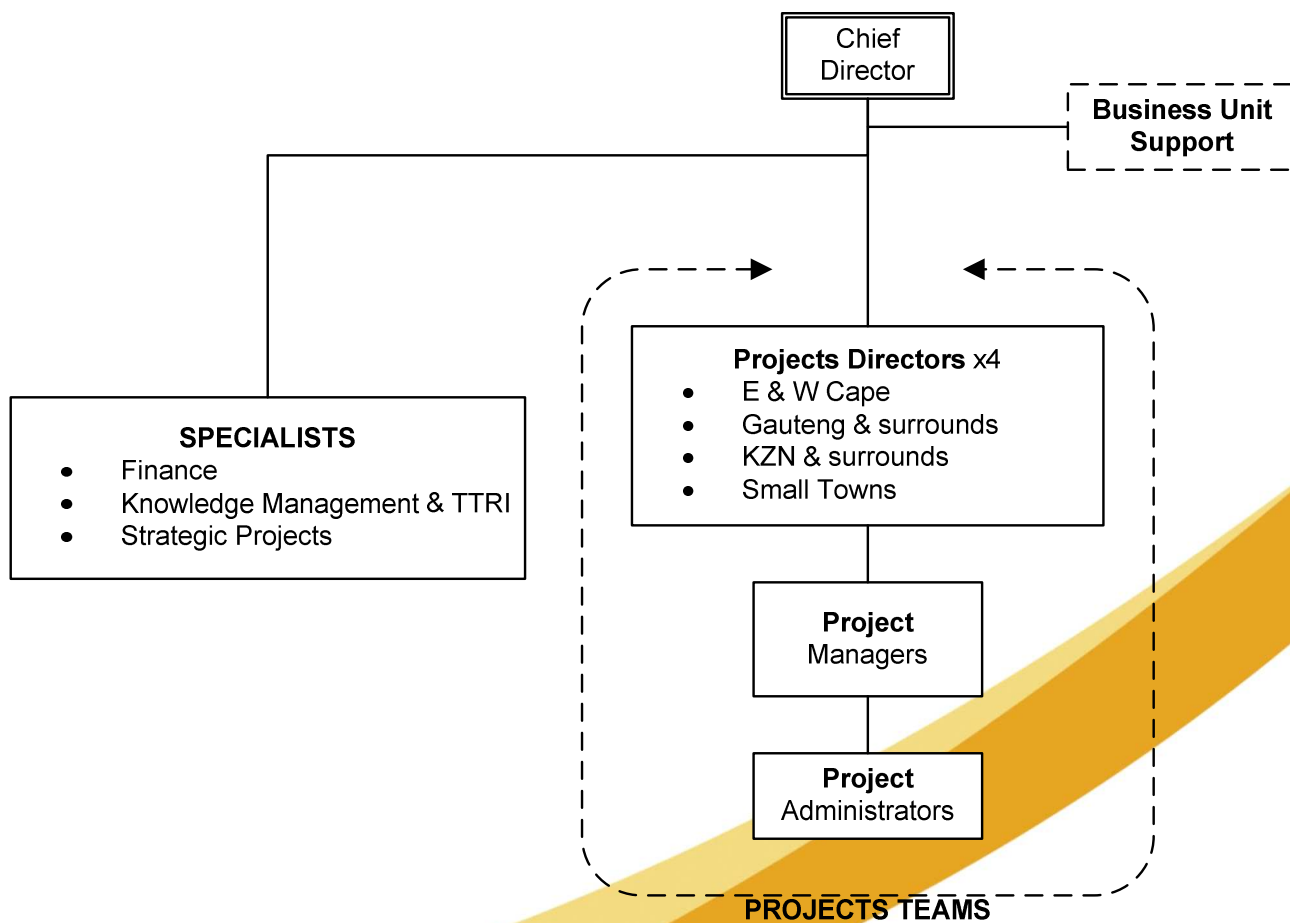 Chief
Director
Business Unit
Support
SPECIALISTS
• Finance
• Knowledge Management & TTRI
• Strategic Projects
Projects Directors x4
• E & W Cape
• Gauteng & surrounds
• KZN & surrounds
• Small Towns
Project
Managers
Project
Administrators
PROJECTS TEAMS